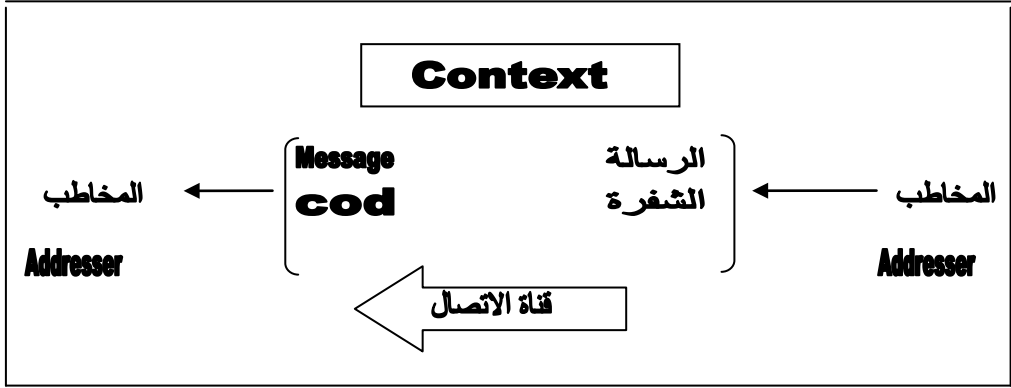 Context
الرسالة Message
المخاطب الشفرة cod المخاطب
Addresser Addresser
قناة الاتصال